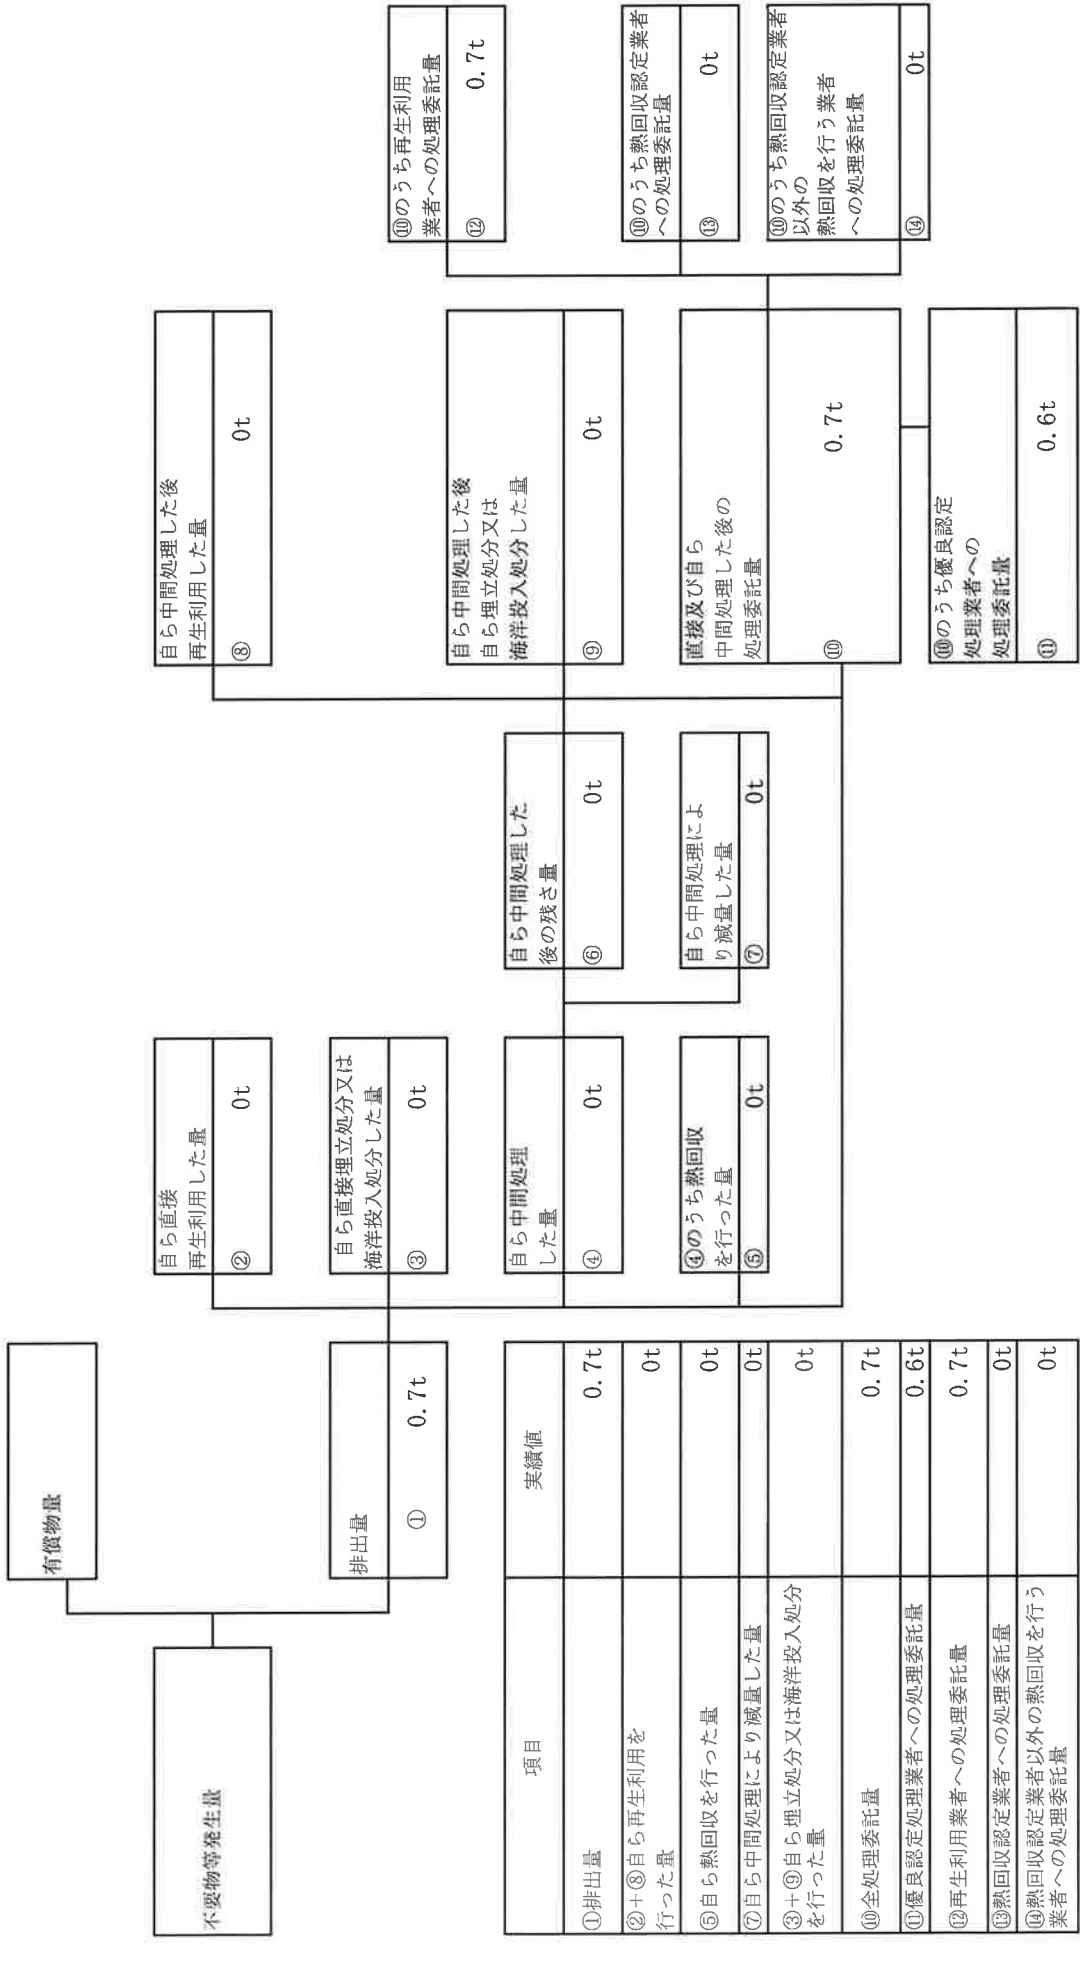 不要物等発生量
有償物量
排出量
① 0.7t
自ら直接
再生利用した量
② 0t
自ら直接埋立処分又は
海洋投入処分した量
③ 0t
自ら中間処理
した量
④ 0t
④のうち熱回収
を行った量
⑤ 0t
自ら中間処理した
後の残さ量
⑥ 0t
自ら中間処理によ
り減量した量
⑦ 0t
自ら中間処理した後
再生利用した量
⑧ 0t
自ら中間処理した後
自ら埋立処分又は
海洋投入処分した量
⑨ 0t
直接及び自ら
中間処理した後の
処理委託量
⑩ 0.7t
⑩のうち優良認定
処理業者への
処理委託量
⑪ 0.6t
⑩のうち再生利用
業者への処理委託量
⑫ 0.7t
⑩のうち熱回収認定業者
への処理委託量
⑬ 0t
⑩のうち熱回収認定業者
以外の
熱回収を行う業者
への処理委託量
⑭ 0t
項目 実績値
①排出量 0.7t
②+⑧自ら再生利用を
行った量 0t
⑤自ら熱回収を行った量 0t
⑦自ら中間処理により減量した量 0t
③+⑨自ら埋立処分又は海洋投入処分
を行った量 0t
⑩全処理委託量 0.7t
⑪優良認定処理業者への処理委託量 0.6t
⑫再生利用業者への処理委託量 0.7t
⑬熱回収認定業者への処理委託量 0t
⑭熱回収認定業者以外の熱回収を行う
業者への処理委託量 0t